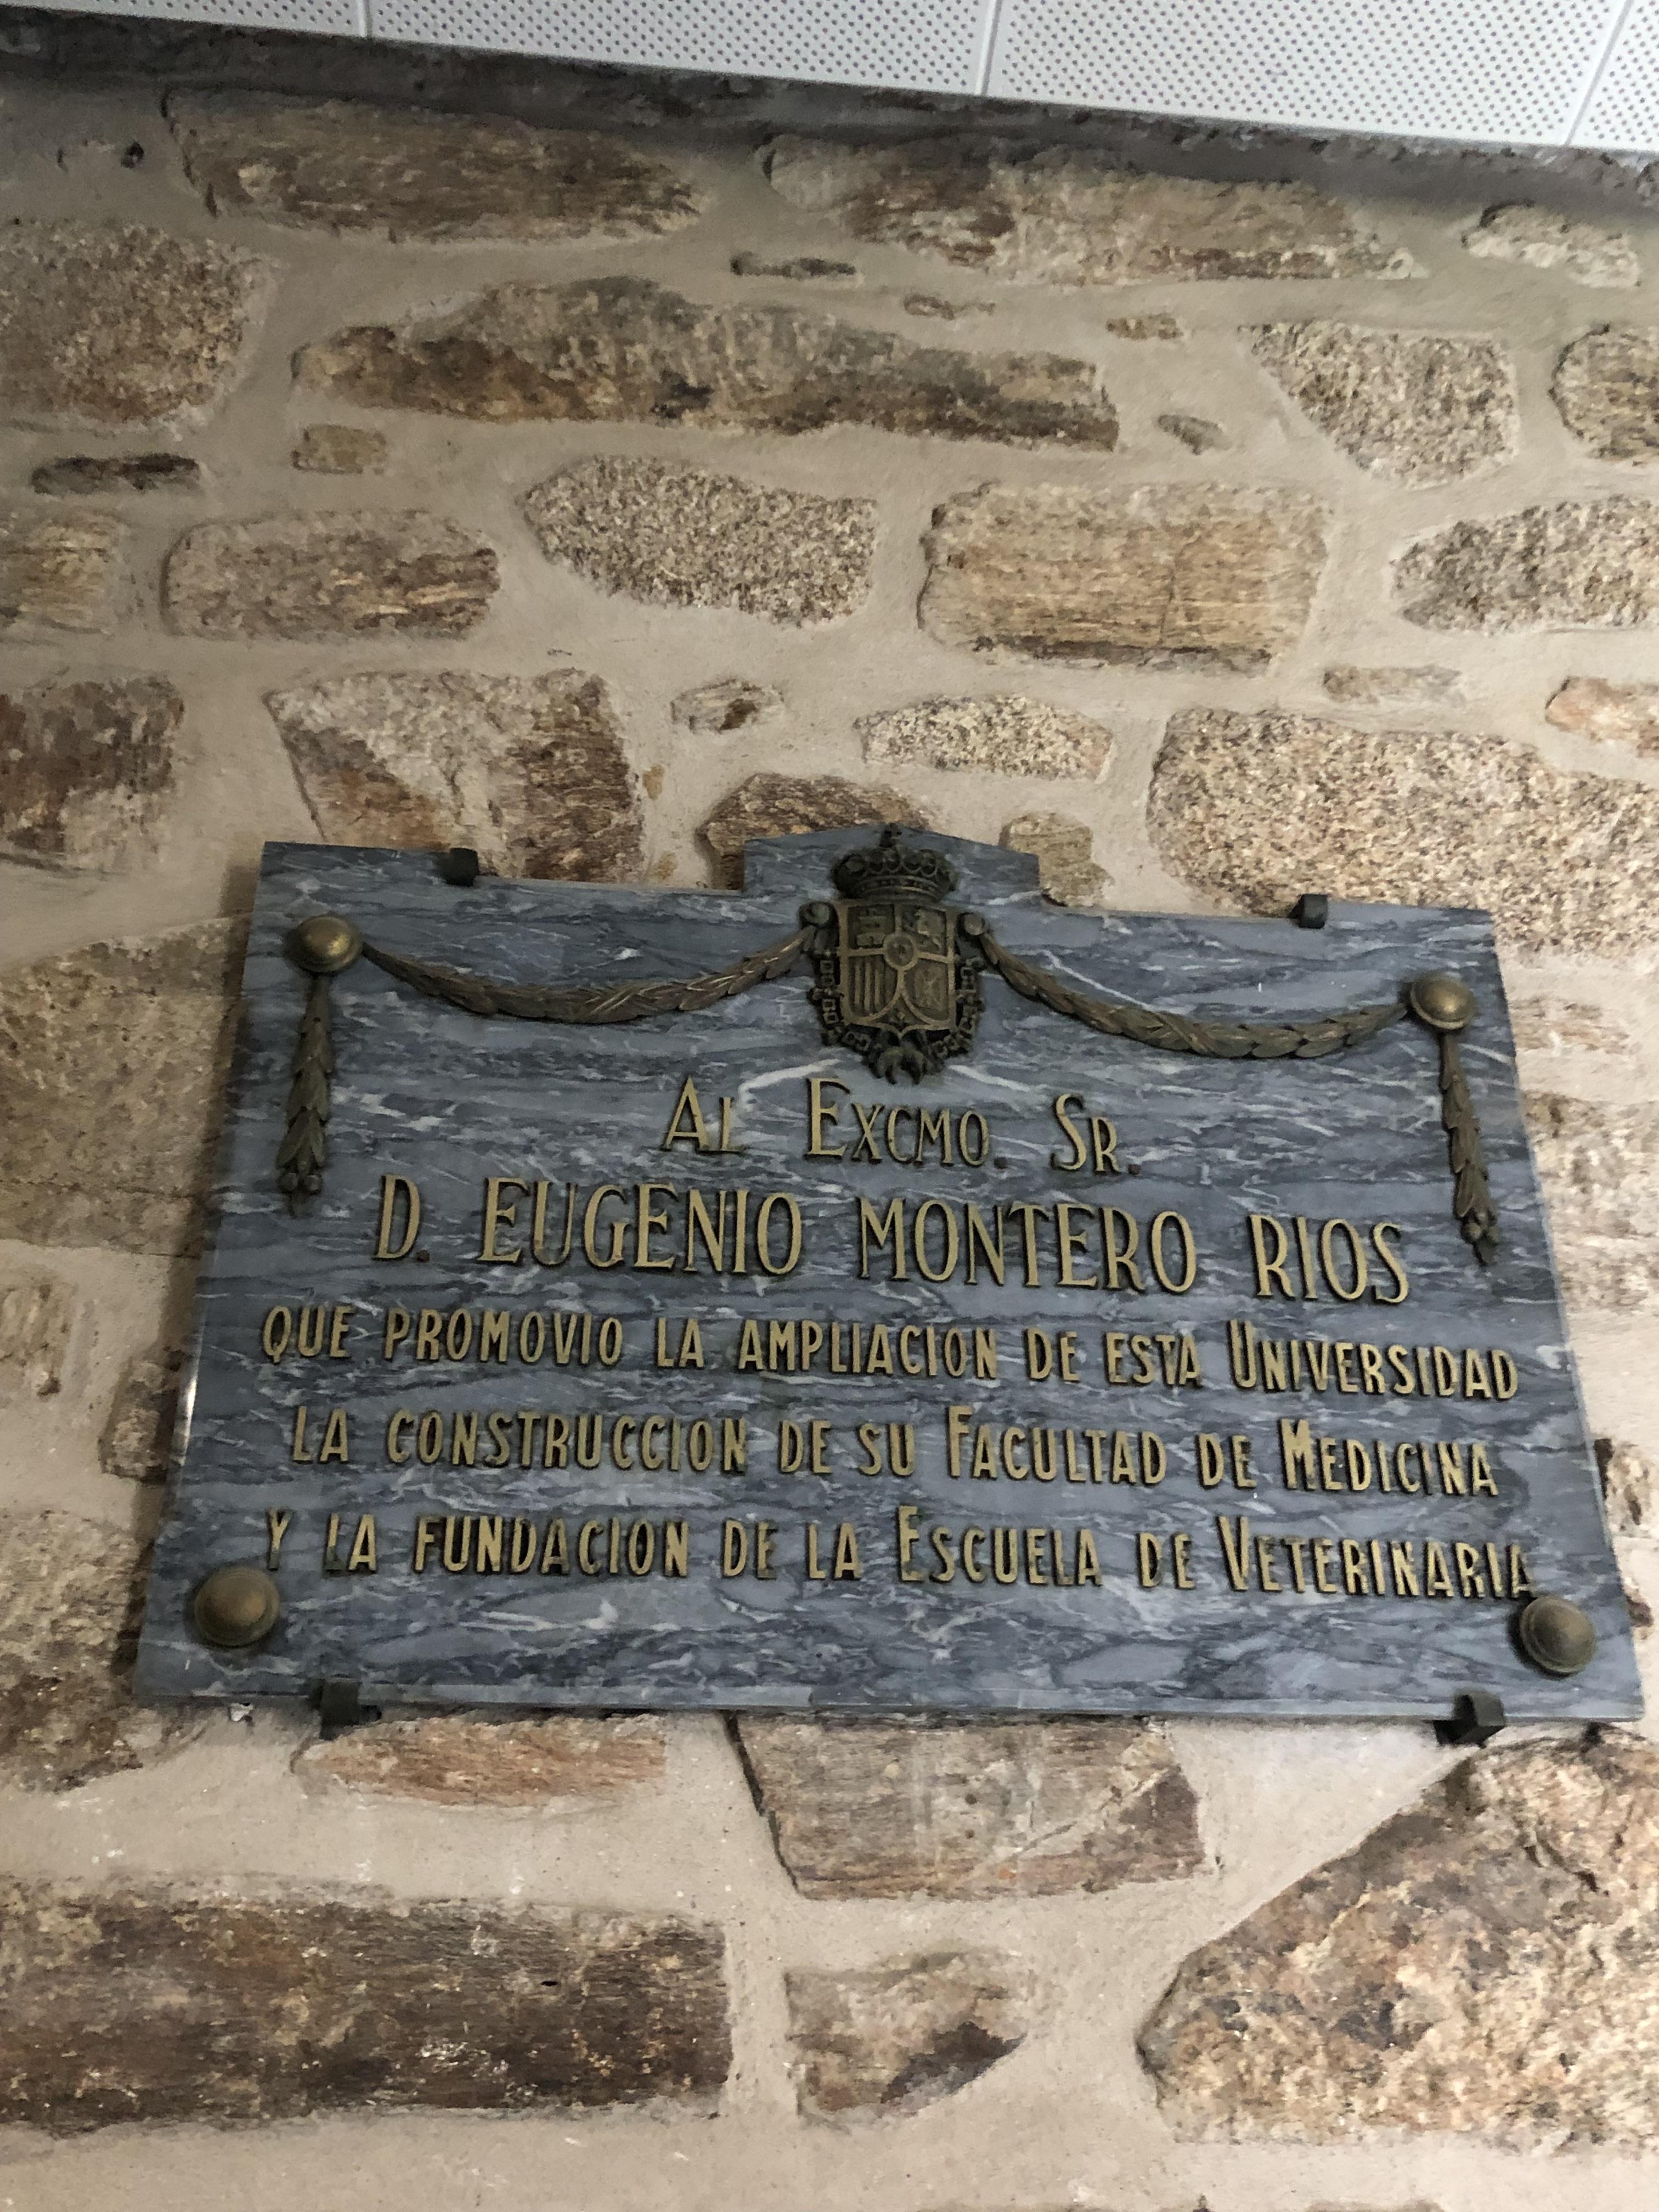 AL EXCMO. SR.
D. EUGENIO MONTERO RIOS
QUE PROMOVIO LA AMPLIACION DE ESTA UNIVERSIDAD
LA CONSTRUCCION DE SU FACULTAD DE MEDICINA
Y LA FUNDACION DE LA ESCUELA DE VETERINARIA